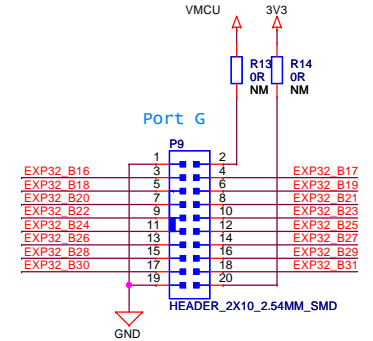 VMCU 3V3
R13 R14
0R 0R
NM NM
Port G
P9
1 2
EXP32_B16 3 4 EXP32_B17
EXP32_B18 5 6 EXP32_B19
EXP32_B20 7 8 EXP32_B21
EXP32_B22 9 10 EXP32_B23
EXP32_B24 11 12 EXP32_B25
EXP32_B26 13 14 EXP32_B27
EXP32_B28 15 16 EXP32_B29
EXP32_B30 17 18 EXP32_B31
19 20
HEADER_2X10_2.54MM_SMD
GND